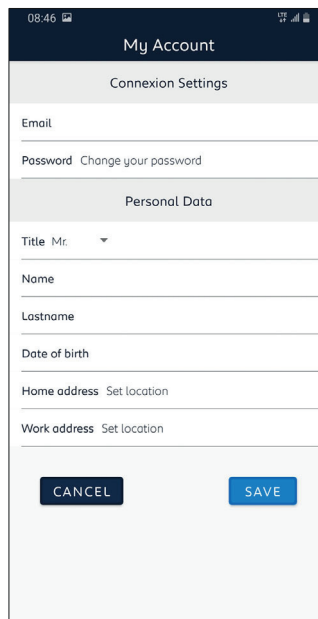 08:46 LTE
My Account
Connexion Settings
Email
Password Change your password
Personal Data
Title Mr.
Name
Lastname
Date of birth
Home address Set location
Work address Set location
CANCEL SAVE